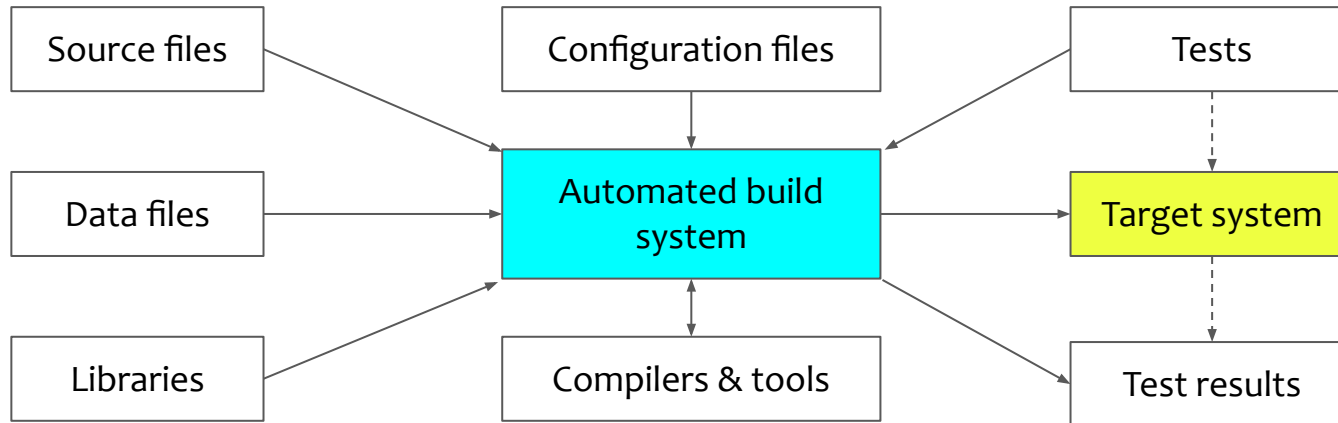 Source files
Configuration files
Tests
Data files
Automated build
system
Target system
Libraries
Compilers & tools
Test results